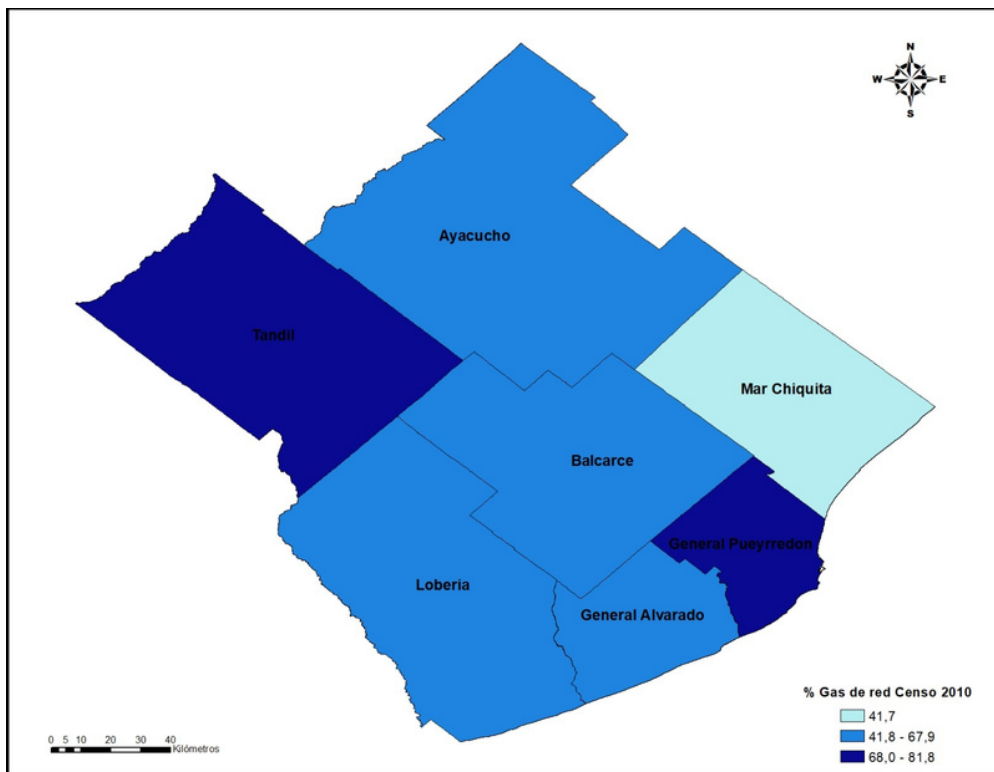 N
W E
S
Ayacucho
Tandil
Mar Chiquita
Balcarce
General Pueyrredon
Loberia
General Alvarado
% Gas de red Censo 2010
41,7
41,8 - 67,9
68,0 - 81,8
0 5 10 20 30 40
Kilómetros